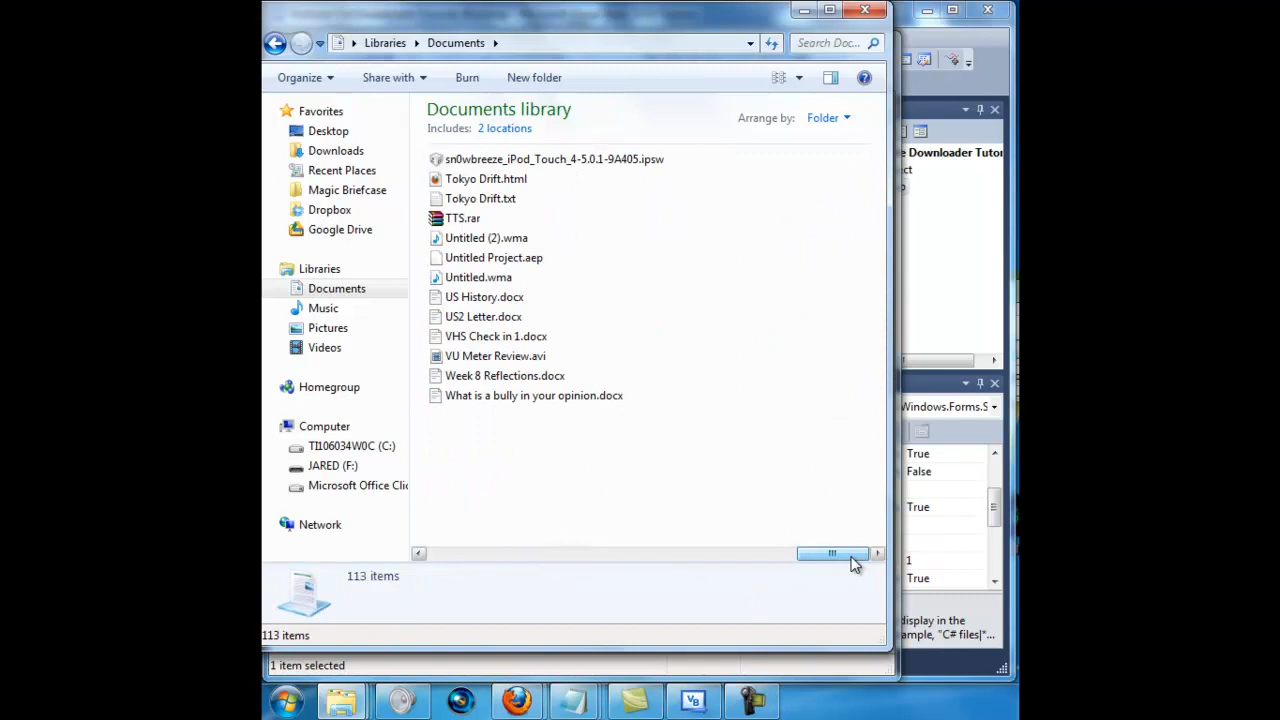 Libraries Documents
Search Doc...
Organize Share with Burn New folder
Documents library
Includes: 2 locations
Arrange by: Folder
Favorites
Desktop
Downloads
Recent Places
Magic Briefcase
Dropbox
Google Drive
Libraries
Documents
Music
Pictures
Videos
Homegroup
Computer
TI106034W0C (C:)
JARED (F:)
Microsoft Office Clic
Network
sn0wbreeze_iPod_Touch_4-5.0.1-9A405.ipsw
Tokyo Drift.html
Tokyo Drift.txt
TTS.rar
Untitled (2).wma
Untitled Project.aep
Untitled.wma
US History.docx
US2 Letter.docx
VHS Check in 1.docx
VU Meter Review.avi
Week 8 Reflections.docx
What is a bully in your opinion.docx
113 items
113 items
1 item selected
e Downloader Tutor
ct
Windows.Forms.S
True
False
True
1
True
display in the
ample, "C# files|*...
VB